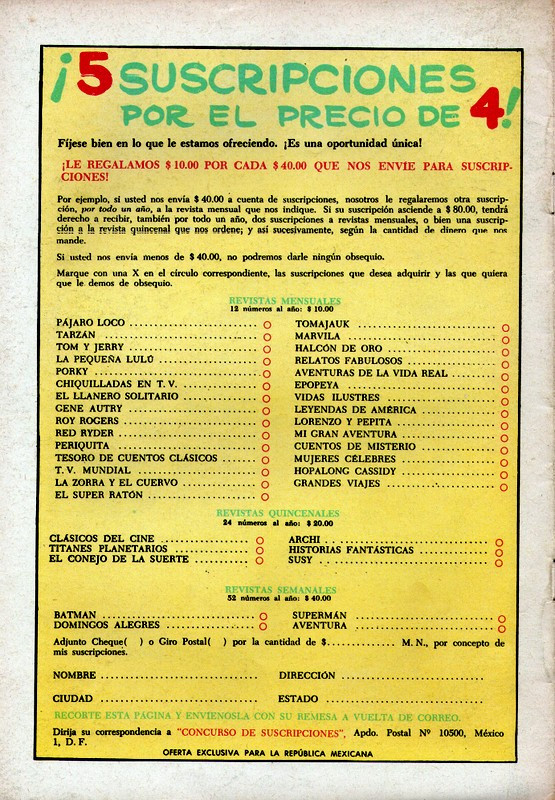 ¡5 SUSCRIPCIONES
POR EL PRECIO DE 4!
Fíjese bien en lo que le estamos ofreciendo. ¡Es una oportunidad única!
¡LE REGALAMOS $ 10.00 POR CADA $ 40.00 QUE NOS ENVIE PARA SUSCRIP-
CIONES!
Por ejemplo, si usted nos envía $ 40.00 a cuenta de suscripciones, nosotros le regalaremos otra suscrip-
ción, por todo un año, a la revista mensual que nos indique. Si su suscripción asciende a $ 80.00, tendrá
derecho a recibir, también por todo un año, dos suscripciones a revistas mensuales, o bien una suscrip-
ción a la revista quincenal que nos ordene; y así sucesivamente, según la cantidad de dinero que nos
mande.
Si usted nos envía menos de $ 40.00, no podremos darle ningún obsequio.
Marque con una X en el círculo correspondiente, las suscripciones que desea adquirir y las que quiera
que le demos de obsequio.
REVISTAS MENSUALES
12 números al año: $ 10.00
PÁJARO LOCO
TARZÁN
TOM Y JERRY
LA PEQUEÑA LULÚ
PORKY
CHIQUILLADAS EN T. V.
EL LLANERO SOLITARIO
GENE AUTRY
ROY ROGERS
RED RYDER
PERIQUITA
TESORO DE CUENTOS CLÁSICOS
T. V. MUNDIAL
LA ZORRA Y EL CUERVO
EL SUPER RATÓN
TOMAJAUK
MARVILA
HALCÓN DE ORO
RELATOS FABULOSOS
AVENTURAS DE LA VIDA REAL
EPOPEYA
VIDAS ILUSTRES
LEYENDAS DE AMÉRICA
LORENZO Y PEPITA
MI GRAN AVENTURA
CUENTOS DE MISTERIO
MUJERES CÉLEBRES
HOPALONG CASSIDY
GRANDES VIAJES
REVISTAS QUINCENALES
24 números al año: $ 20.00
CLÁSICOS DEL CINE
TITANES PLANETARIOS
EL CONEJO DE LA SUERTE
ARCHI
HISTORIAS FANTÁSTICAS
SUSY
REVISTAS SEMANALES
52 números al año: $ 40.00
BATMAN
DOMINGOS ALEGRES
SUPERMÁN
AVENTURA
Adjunto Cheque( ) o Giro Postal( ) por la cantidad de $.............. M. N., por concepto de
mis suscripciones.
NOMBRE
DIRECCIÓN
CIUDAD
ESTADO
RECORTE ESTA PÁGINA Y ENVIENOSLA CON SU REMESA A VUELTA DE CORREO.
Dirija su correspondencia a "CONCURSO DE SUSCRIPCIONES", Apdo. Postal Nº 10500, México
1, D. F.
OFERTA EXCLUSIVA PARA LA REPÚBLICA MEXICANA